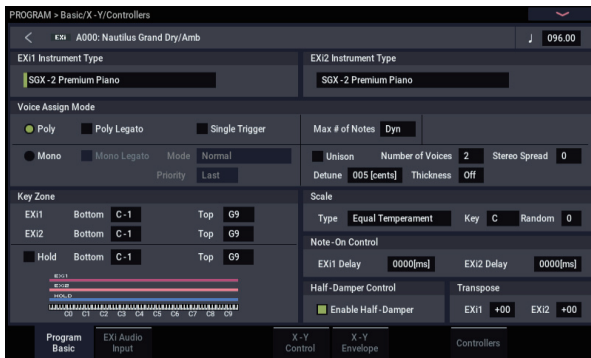 PROGRAM > Basic/X-Y/Controllers
EXi A000: Nautilus Grand Dry/Amb ♩ 096.00
EXi1 Instrument Type EXi2 Instrument Type
SGX-2 Premium Piano SGX-2 Premium Piano
Voice Assign Mode
Poly Poly Legato Single Trigger Max # of Notes Dyn
Mono Mono Legato Mode Normal Unison Number of Voices 2 Stereo Spread 0
Priority Last Detune 005 [cents] Thickness Off
Key Zone Scale
EXi1 Bottom C-1 Top G9 Type Equal Temperament Key C Random 0
EXi2 Bottom C-1 Top G9 Note-On Control
Hold Bottom C-1 Top G9 EXi1 Delay 0000[ms] EXi2 Delay 0000[ms]
EXi1
EXi2
HOLD
C0 C1 C2 C3 C4 C5 C6 C7 C8 C9
Half-Damper Control Transpose
Enable Half-Damper EXi1 +00 EXi2 +00
Program Basic EXi Audio Input X-Y Control X-Y Envelope Controllers